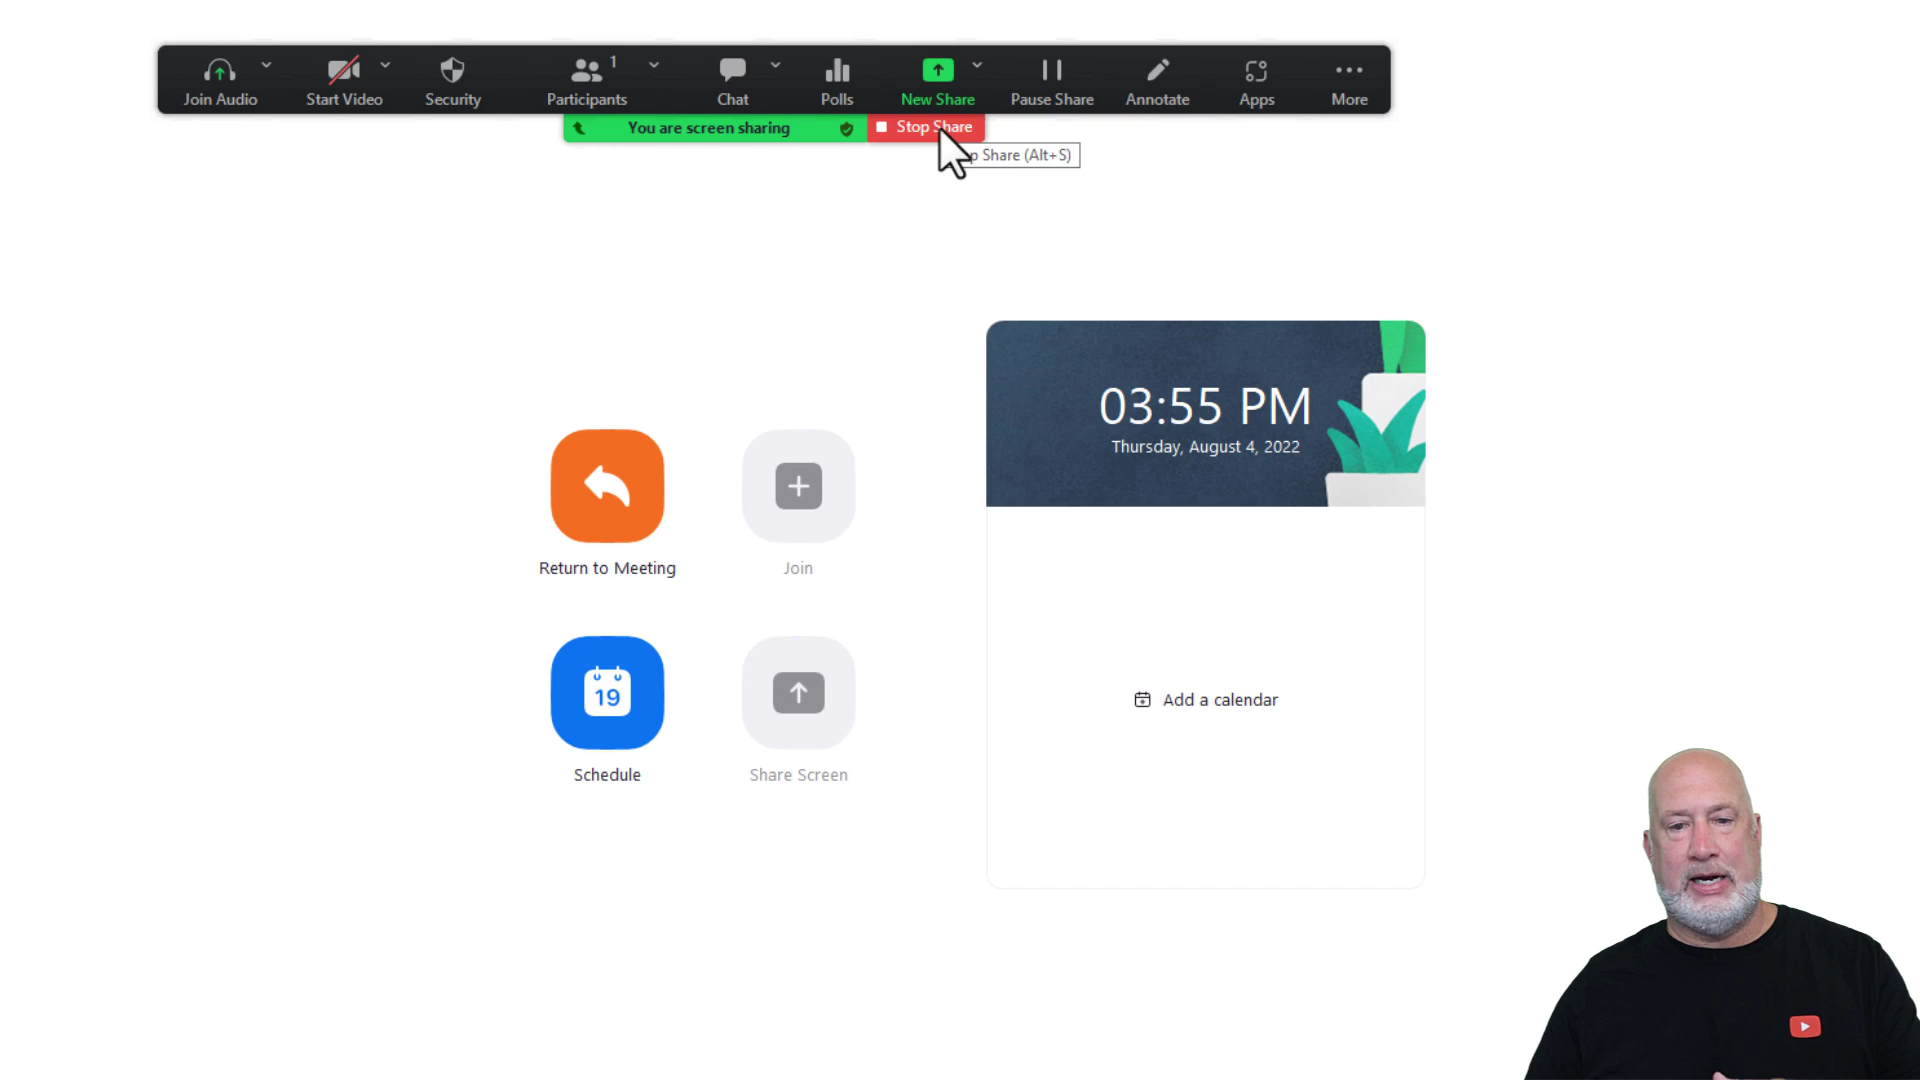 Join Audio
Start Video
Security
1
Participants
Chat
Polls
New Share
Pause Share
Annotate
Apps
More
You are screen sharing
Stop Share
Share (Alt+S)
03:55 PM
Thursday, August 4, 2022
Return to Meeting
Join
19
Schedule
Share Screen
Add a calendar